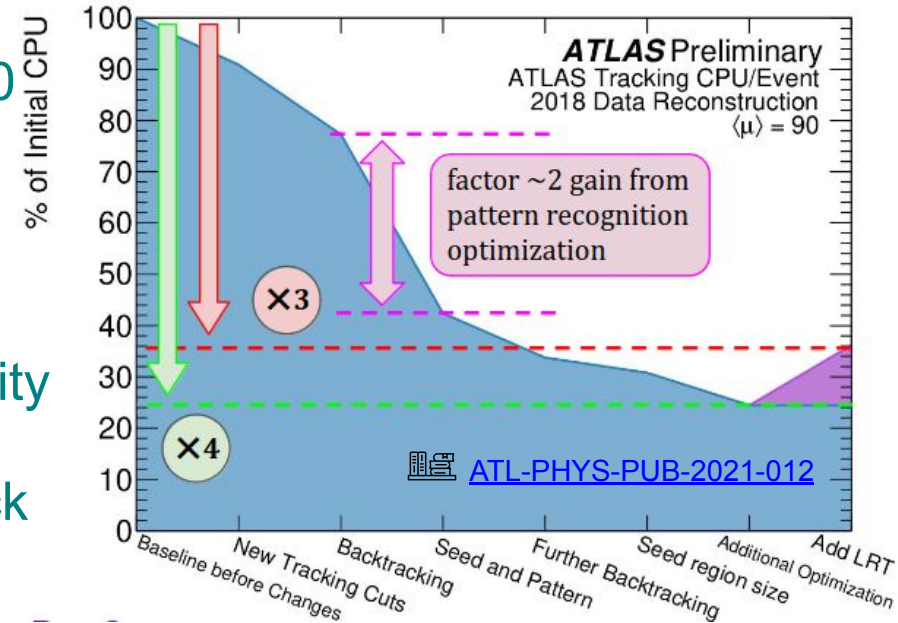 % of Initial CPU
100
90
80
70
60
50
40
30
20
10
0
ATLAS Preliminary
ATLAS Tracking CPU/Event
2018 Data Reconstruction
⟨μ⟩ = 90
factor ~2 gain from
pattern recognition
optimization
×3
×4
ATL-PHYS-PUB-2021-012
Baseline before Changes
New Tracking Cuts
Backtracking
Seed and Pattern
Further Backtracking
Seed region size
Additional Optimization
Add LRT
0
ity
ck